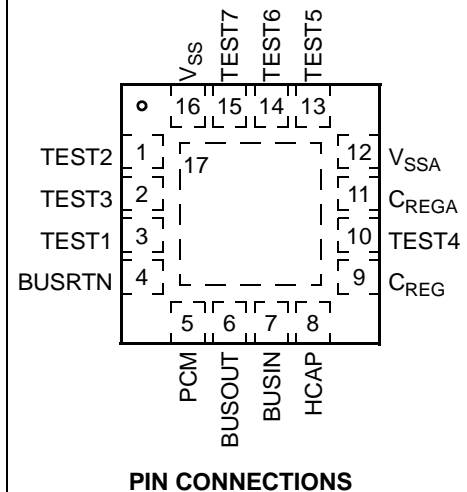 VSS
TEST7
TEST6
TEST5
16
15
14
13
TEST2
1
17
12
VSSA
TEST3
2
11
CREGA
TEST1
3
10
TEST4
BUSRTN
4
9
CREG
5
6
7
8
PCM
BUSOUT
BUSIN
HCAP
PIN CONNECTIONS